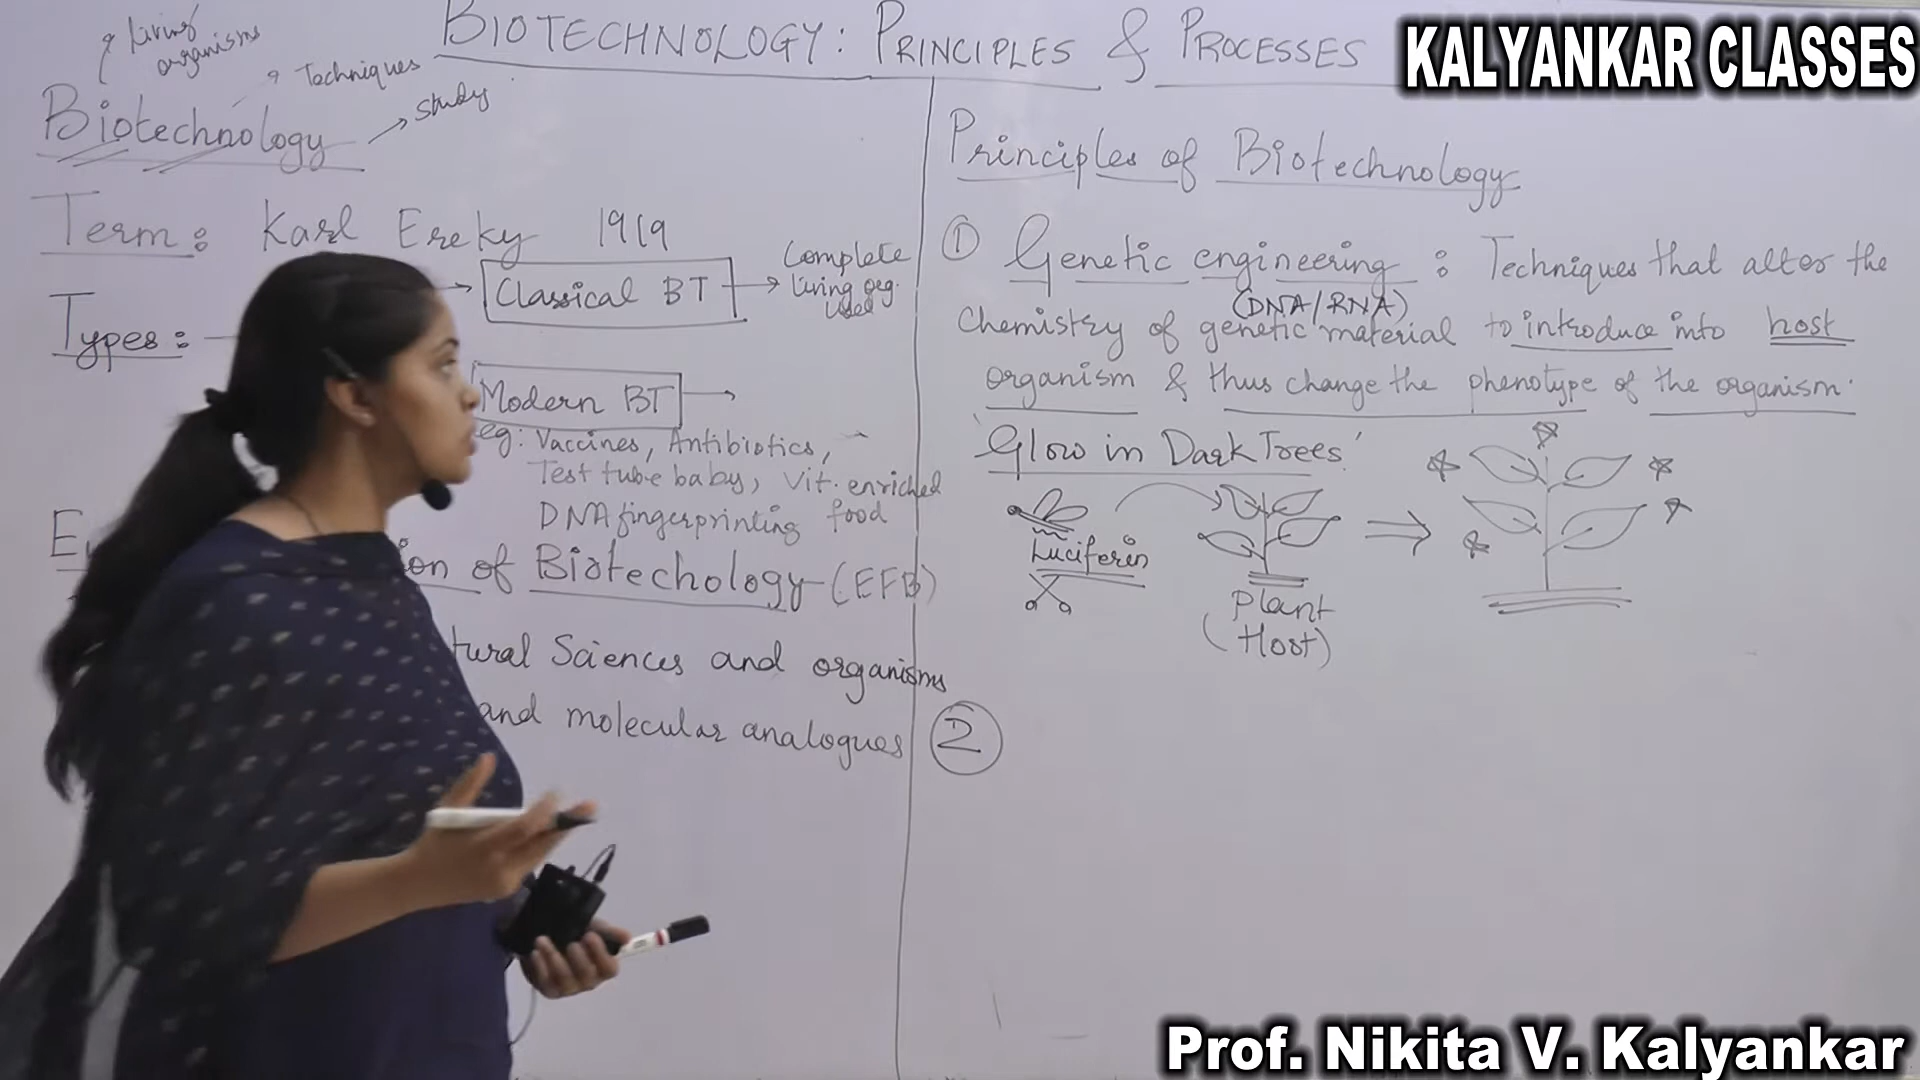 BIOTECHNOLOGY: PRINCIPLES & PROCESSES
KALYANKAR CLASSES
Living organisms
Techniques
Study
Biotechnology
Term: Karl Ereky 1919
Types:
Classical BT
Complete
living org.
used
Modern BT
eg: Vaccines, Antibiotics,
Test tube baby, Vit. enriched
DNA fingerprinting food
on of Biotechology (EFB)
tural Sciences and organisms
and molecular analogues
Principles of Biotechnology
① Genetic engineering : Techniques that alter the
(DNA/RNA)
Chemistry of genetic material to introduce into host
organism & thus change the phenotype of the organism.
'Glow in Dark Trees'
Luciferin
Plant
(Host)
②
Prof. Nikita V. Kalyankar